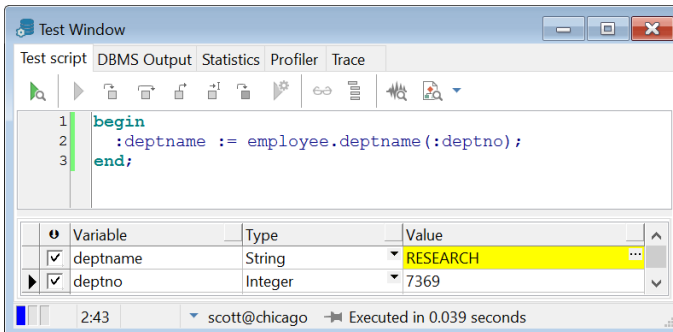 Test Window
Test script DBMS Output Statistics Profiler Trace
1 begin
2 :deptname := employee.deptname(:deptno);
3 end;
Variable Type Value
deptname String RESEARCH ...
deptno Integer 7369
2:43 scott@chicago Executed in 0.039 seconds